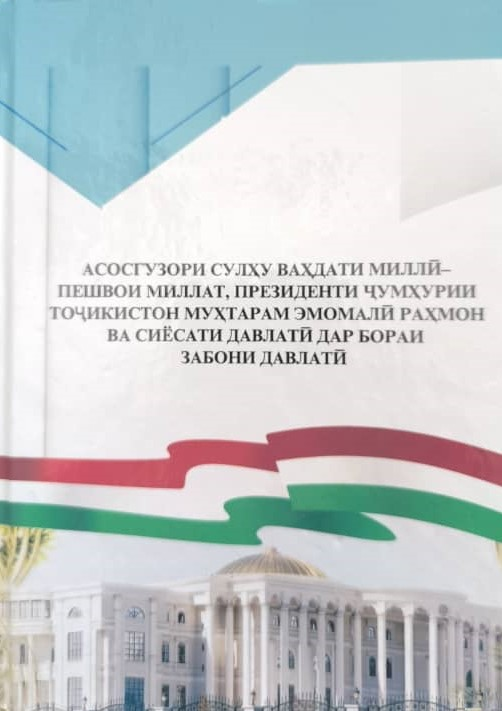 АСОСГУЗОРИ СУЛҲУ ВАҲДАТИ МИЛЛӢ–
ПЕШВОИ МИЛЛАТ, ПРЕЗИДЕНТИ ҶУМҲУРИИ
ТОҶИКИСТОН МУҲТАРАМ ЭМОМАЛӢ РАҲМОН
ВА СИЁСАТИ ДАВЛАТӢ ДАР БОРАИ
ЗАБОНИ ДАВЛАТӢ